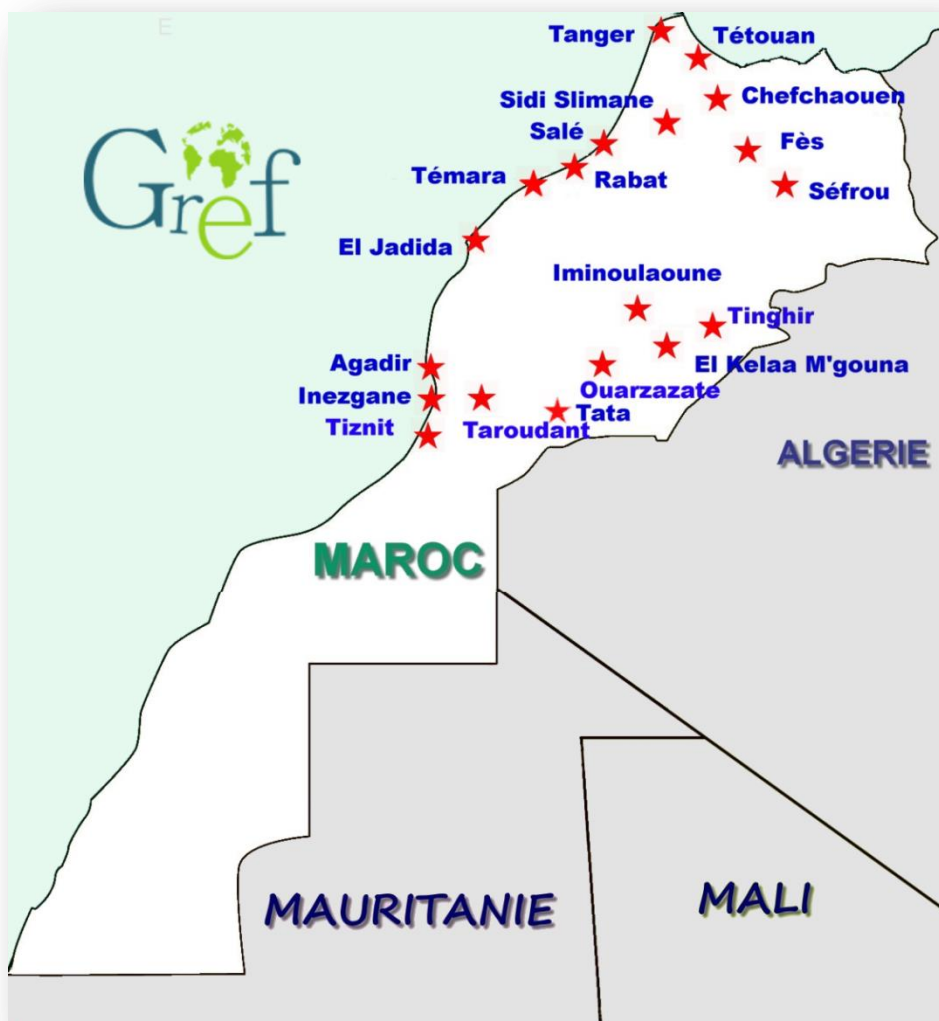 E
Tanger
Tétouan
Sidi Slimane
Chefchaouen
Salé
Fès
Témara
Rabat
Séfrou
Gref
El Jadida
Iminoulaoune
Tinghir
Agadir
El Kelaa M'gouna
Inezgane
Ouarzazate
Tata
Tiznit
Taroudant
ALGERIE
MAROC
MAURITANIE
MALI